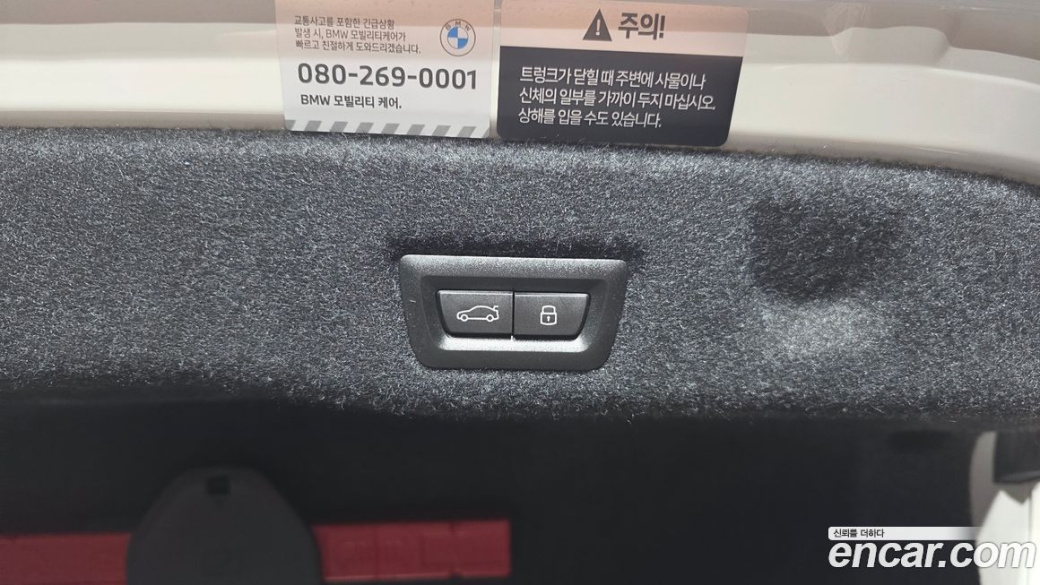 교통사고를 포함한 긴급상황
발생 시, BMW 모빌리티케어가
빠르고 친절하게 도와드리겠습니다.
BMW
080-269-0001
BMW 모빌리티 케어.
주의!
트렁크가 닫힐 때 주변에 사물이나
신체의 일부를 가까이 두지 마십시오.
상해를 입을 수도 있습니다.
신뢰를 더하다
encar.com